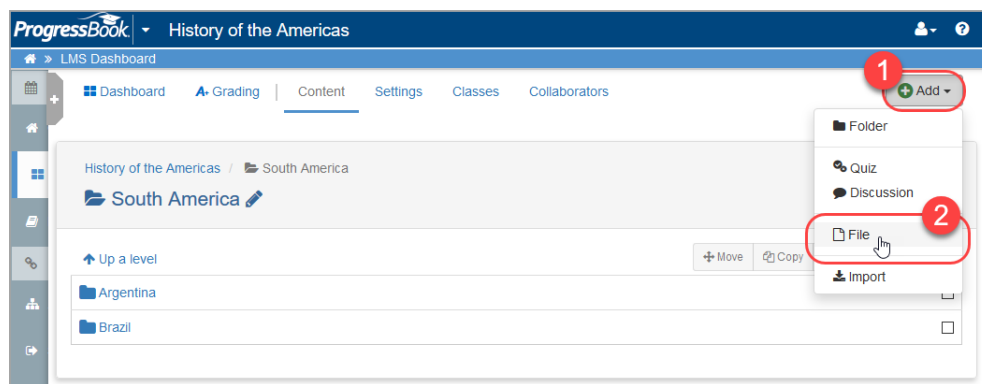 ProgressBook History of the Americas
» LMS Dashboard
1
Dashboard A+ Grading Content Settings Classes Collaborators Add
Folder
History of the Americas / South America
Quiz
South America
Discussion
2
File
Up a level Move Copy
Import
Argentina
Brazil